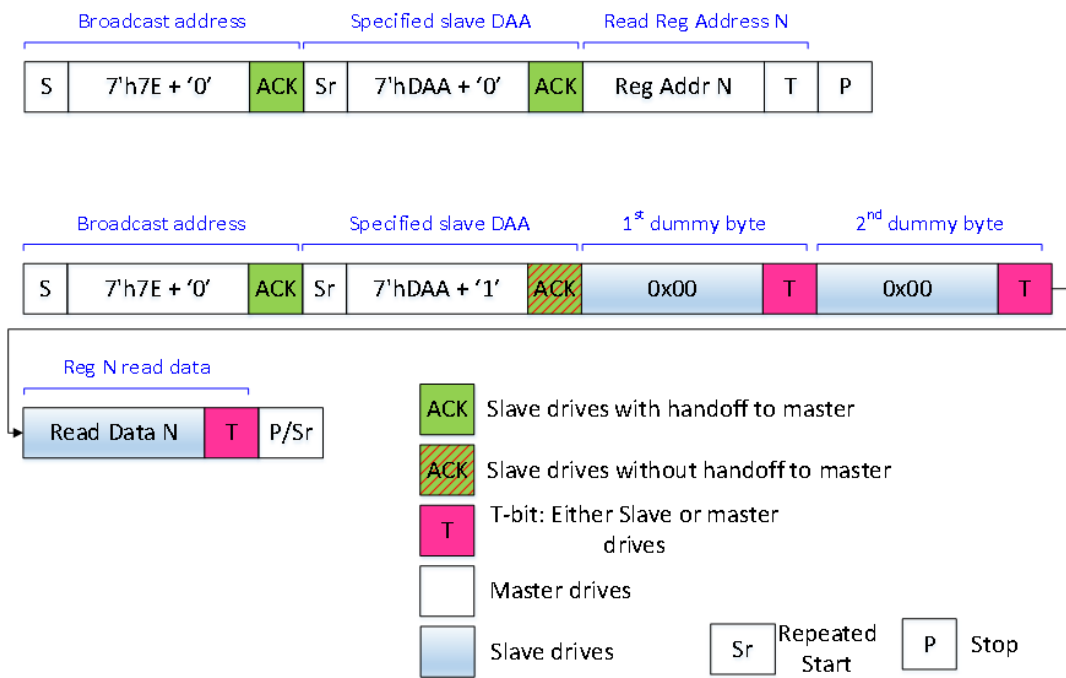 Broadcast address Specified slave DAA Read Reg Address N
S 7'h7E + ‘0’ ACK Sr 7'hDAA + ‘0’ ACK Reg Addr N T P
Broadcast address Specified slave DAA 1st dummy byte 2nd dummy byte
S 7'h7E + ‘0’ ACK Sr 7'hDAA + ‘1’ ACK 0x00 T 0x00 T
Reg N read data
Read Data N T P/Sr
ACK Slave drives with handoff to master
ACK Slave drives without handoff to master
T T-bit: Either Slave or master
drives
Master drives
Slave drives
Sr Repeated
Start
P Stop